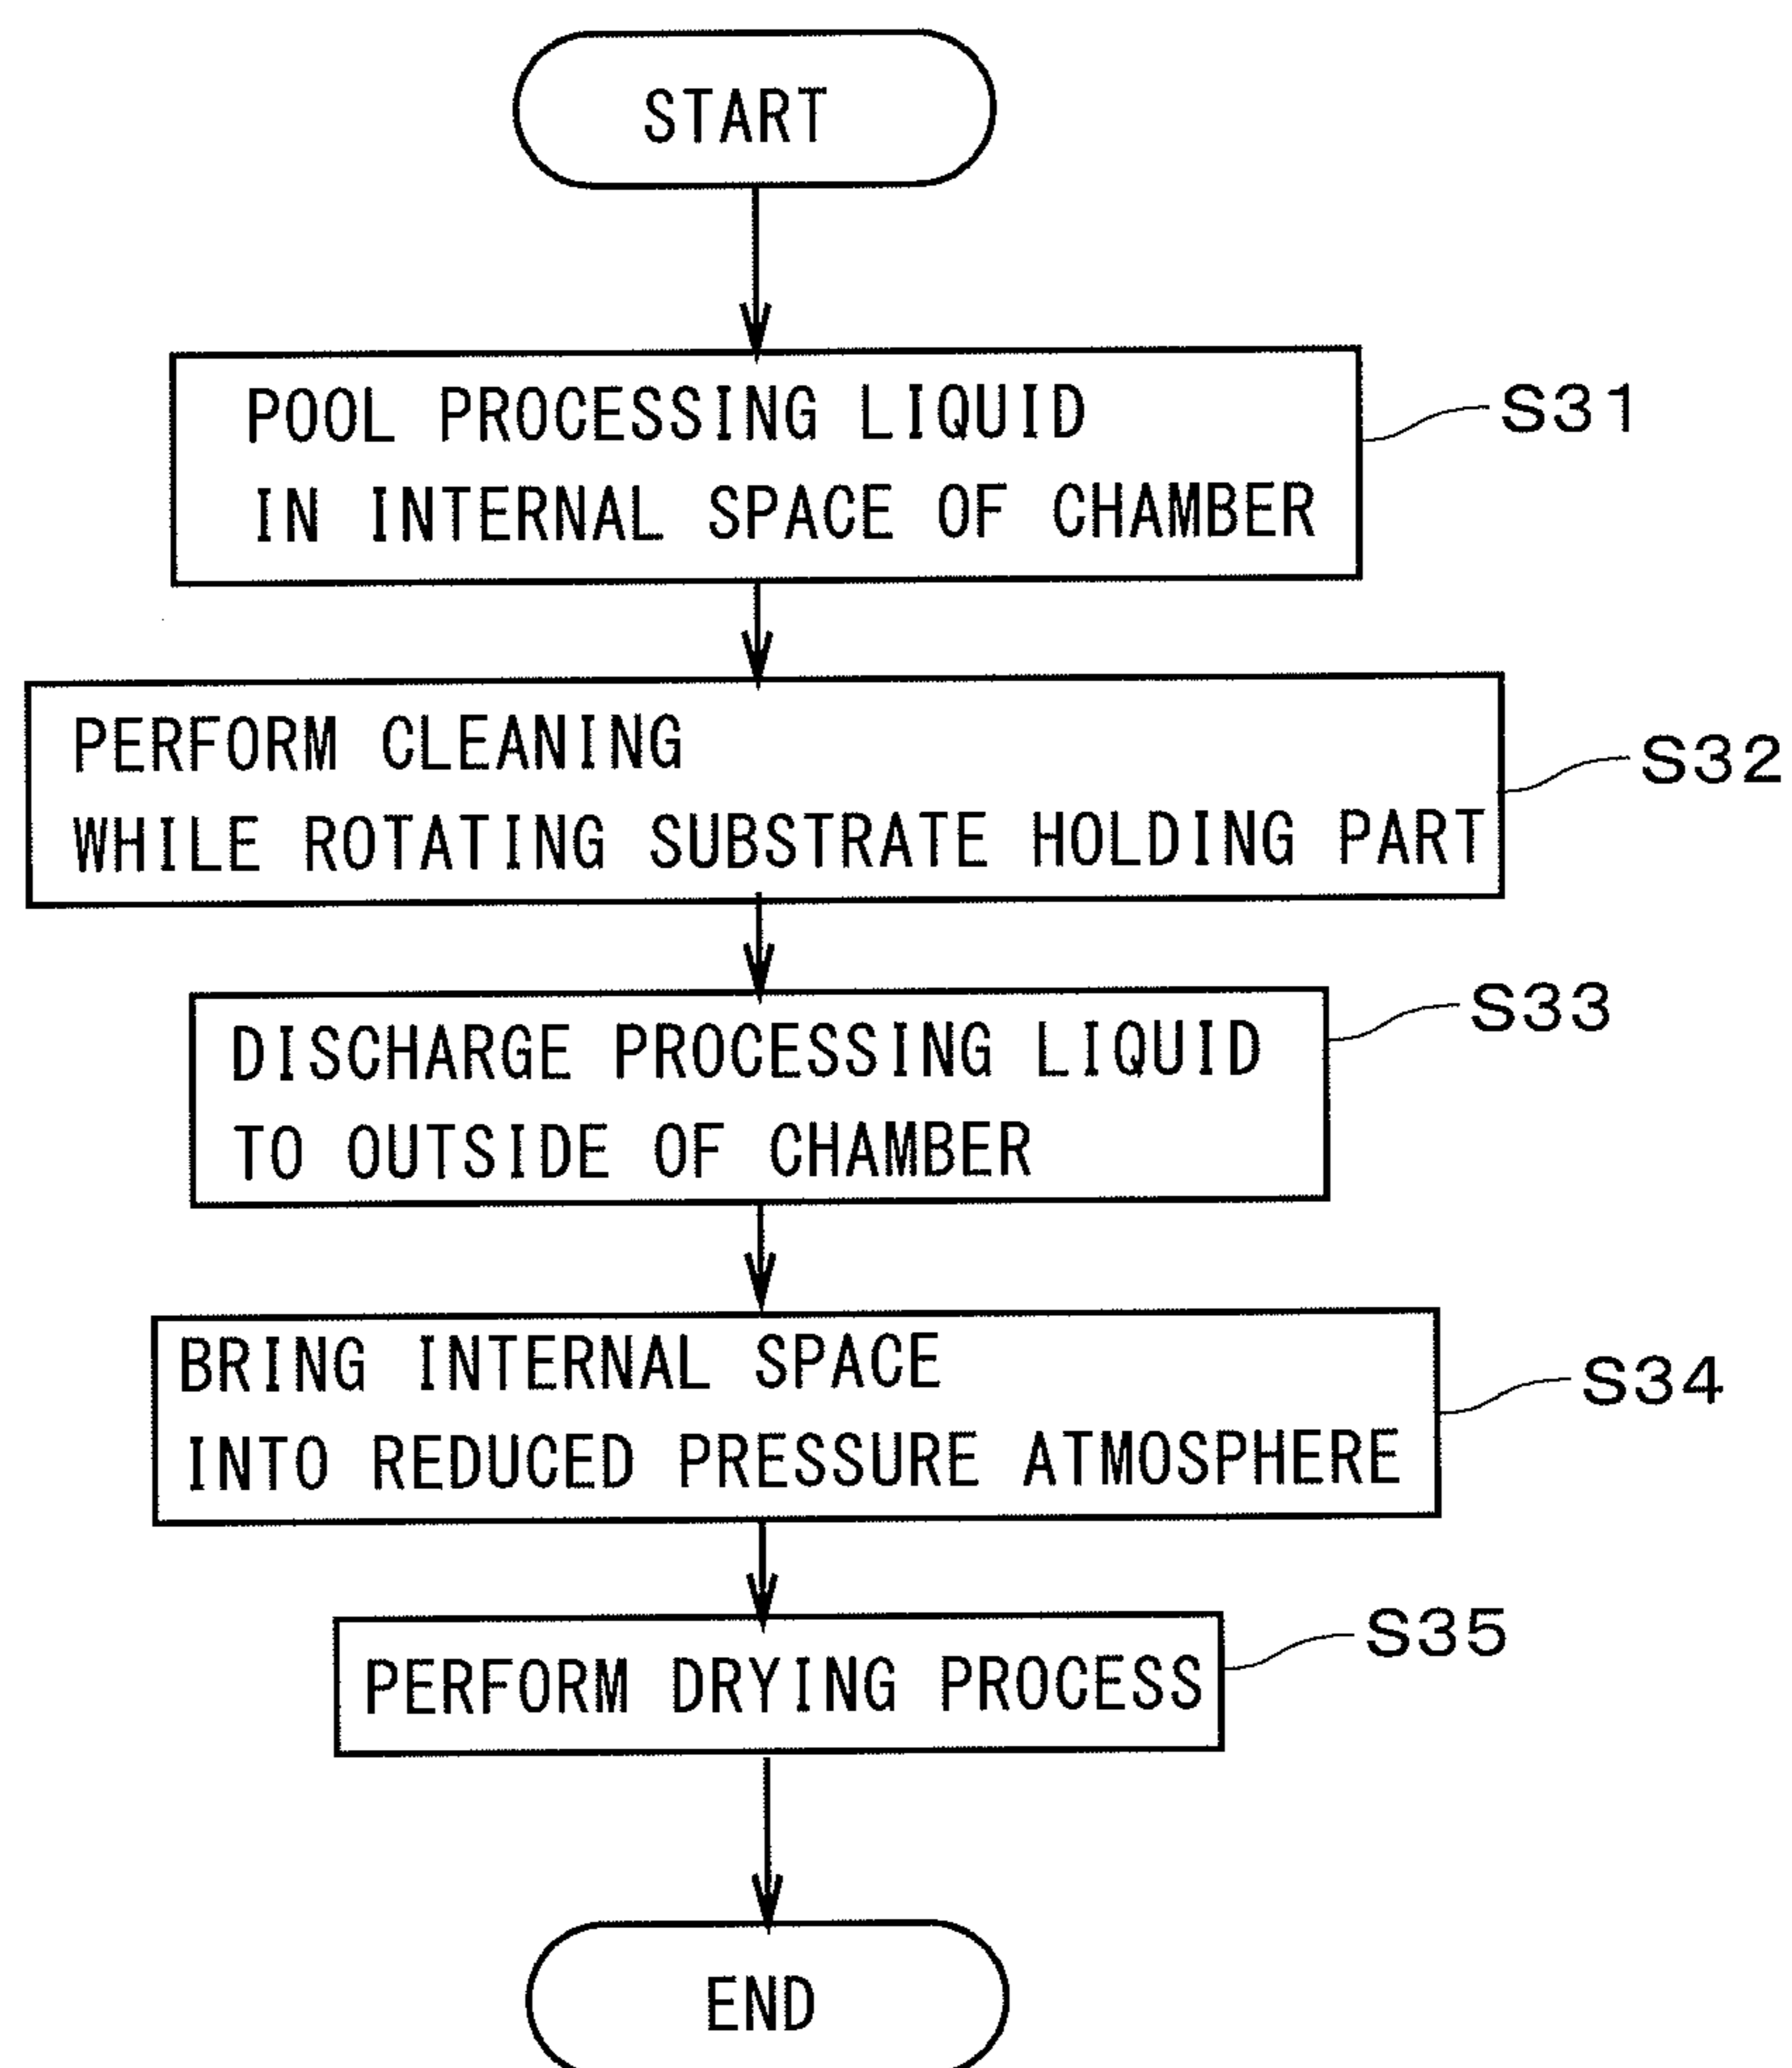 START
POOL PROCESSING LIQUID
IN INTERNAL SPACE OF CHAMBER
S31
PERFORM CLEANING
WHILE ROTATING SUBSTRATE HOLDING PART
S32
DISCHARGE PROCESSING LIQUID
TO OUTSIDE OF CHAMBER
S33
BRING INTERNAL SPACE
INTO REDUCED PRESSURE ATMOSPHERE
S34
PERFORM DRYING PROCESS
S35
END